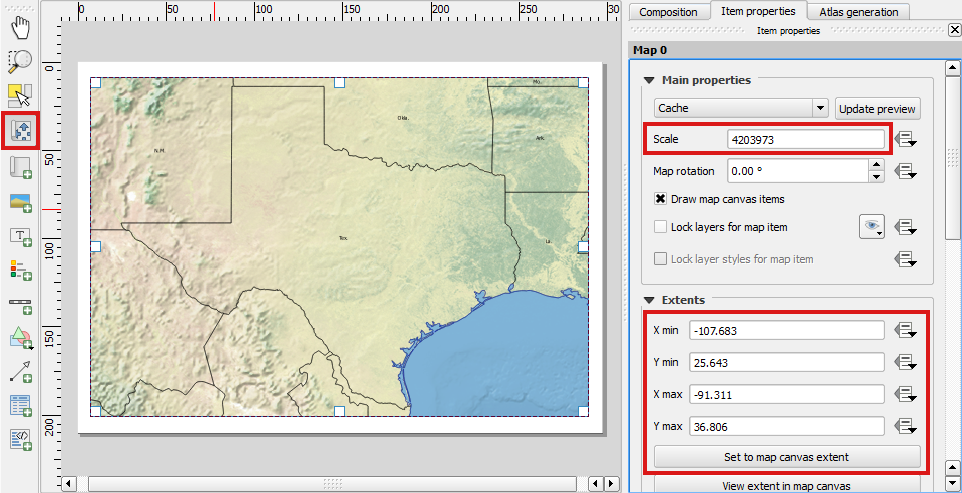 0 50 100 150 200 250 30
Composition Item properties Atlas generation
Item properties
Map 0
Main properties
Cache Update preview
Scale 4203973
Map rotation 0.00 °
Draw map canvas items
Lock layers for map item
Lock layer styles for map item
Extents
X min -107.683
Y min 25.643
X max -91.311
Y max 36.806
Set to map canvas extent
View extent in map canvas
0
50
100
150
200
Mo.
Okla.
Ark.
N. M.
Tex.
La.